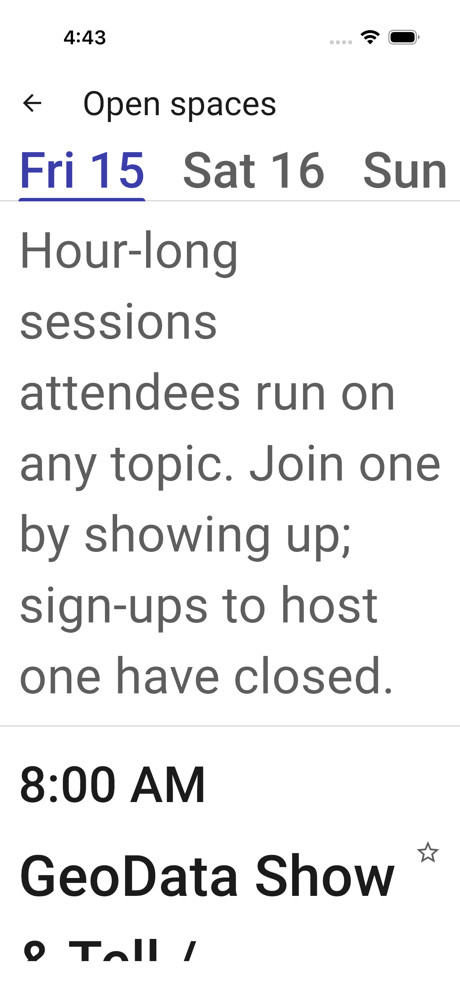 4:43
Open spaces
Fri 15 Sat 16 Sun
Hour-long
sessions
attendees run on
any topic. Join one
by showing up;
sign-ups to host
one have closed.
8:00 AM
GeoData Show
& Tell /